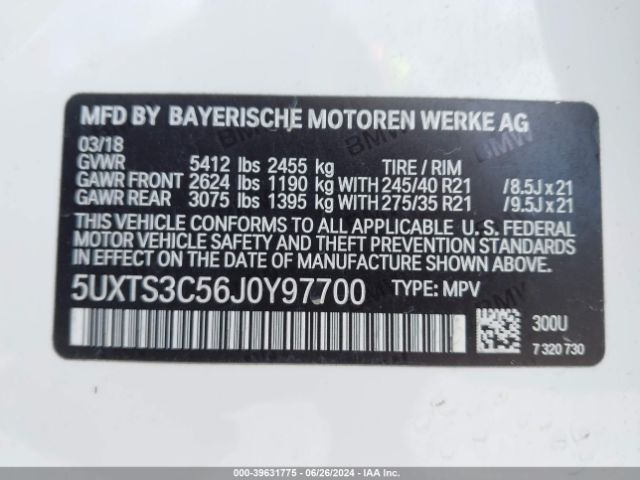 MFD BY BAYERISCHE MOTOREN WERKE AG
03/18
GVWR 5412 lbs 2455 kg TIRE / RIM
GAWR FRONT 2624 lbs 1190 kg WITH 245/40 R21 /8.5J x 21
GAWR REAR 3075 lbs 1395 kg WITH 275/35 R21 /9.5J x 21
THIS VEHICLE CONFORMS TO ALL APPLICABLE U. S. FEDERAL
MOTOR VEHICLE SAFETY AND THEFT PREVENTION STANDARDS
IN EFFECT ON THE DATE OF MANUFACTURE SHOWN ABOVE.
5UXTS3C56J0Y97700 TYPE: MPV
300U
7 320 730
COPART - 39631775 - 06/26/2024 - PUBLIC